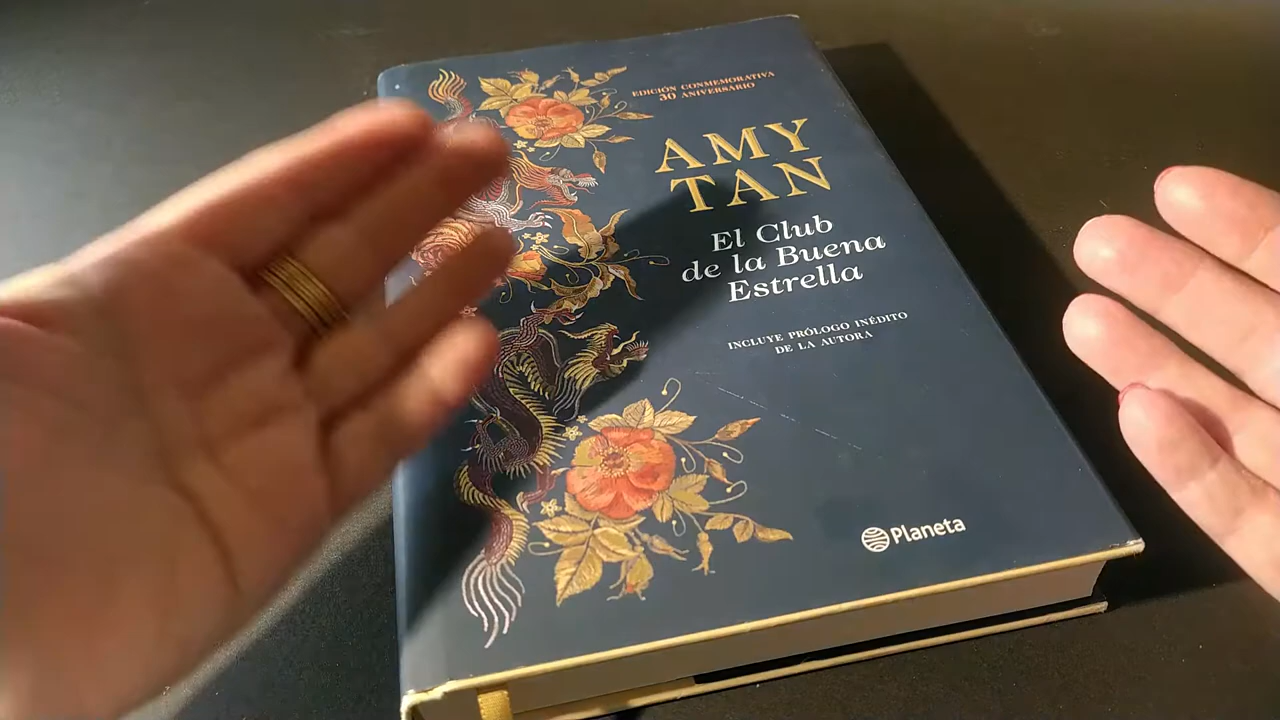 EDICIÓN CONMEMORATIVA
30 ANIVERSARIO
AMY
TAN
El Club
de la Buena
Estrella
INCLUYE PRÓLOGO INÉDITO
DE LA AUTORA
Planeta